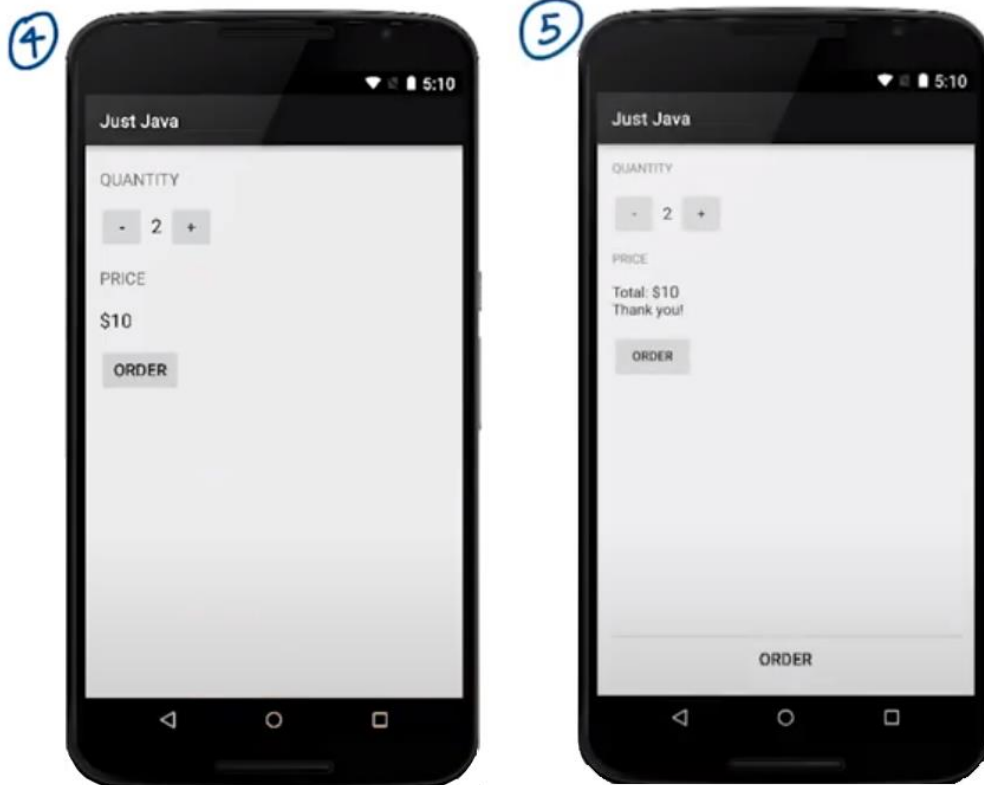 4
5:10
Just Java
QUANTITY
- 2 +
PRICE
$10
ORDER
5
5:10
Just Java
QUANTITY
- 2 +
PRICE
Total: $10
Thank you!
ORDER
ORDER